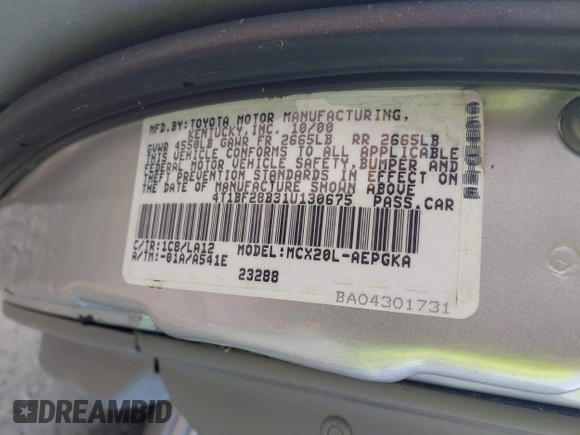 MFD.BY:TOYOTA MOTOR MANUFACTURING,
KENTUCKY,INC. 10/00
GVWR 4550LB GAWR FR 2665LB RR 2665LB
THIS VEHICLE CONFORMS TO ALL APPLICABLE
FEDERAL MOTOR VEHICLE SAFETY, BUMPER AND
THEFT PREVENTION STANDARDS IN EFFECT ON
THE DATE OF MANUFACTURE SHOWN ABOVE
4T1BF28B31U130675 PASS.CAR
C/TR:1C8/LA12 MODEL:MCX20L-AEPGKA
A/TM:-01A/A541E
23288
BA04301731
DREAMBID